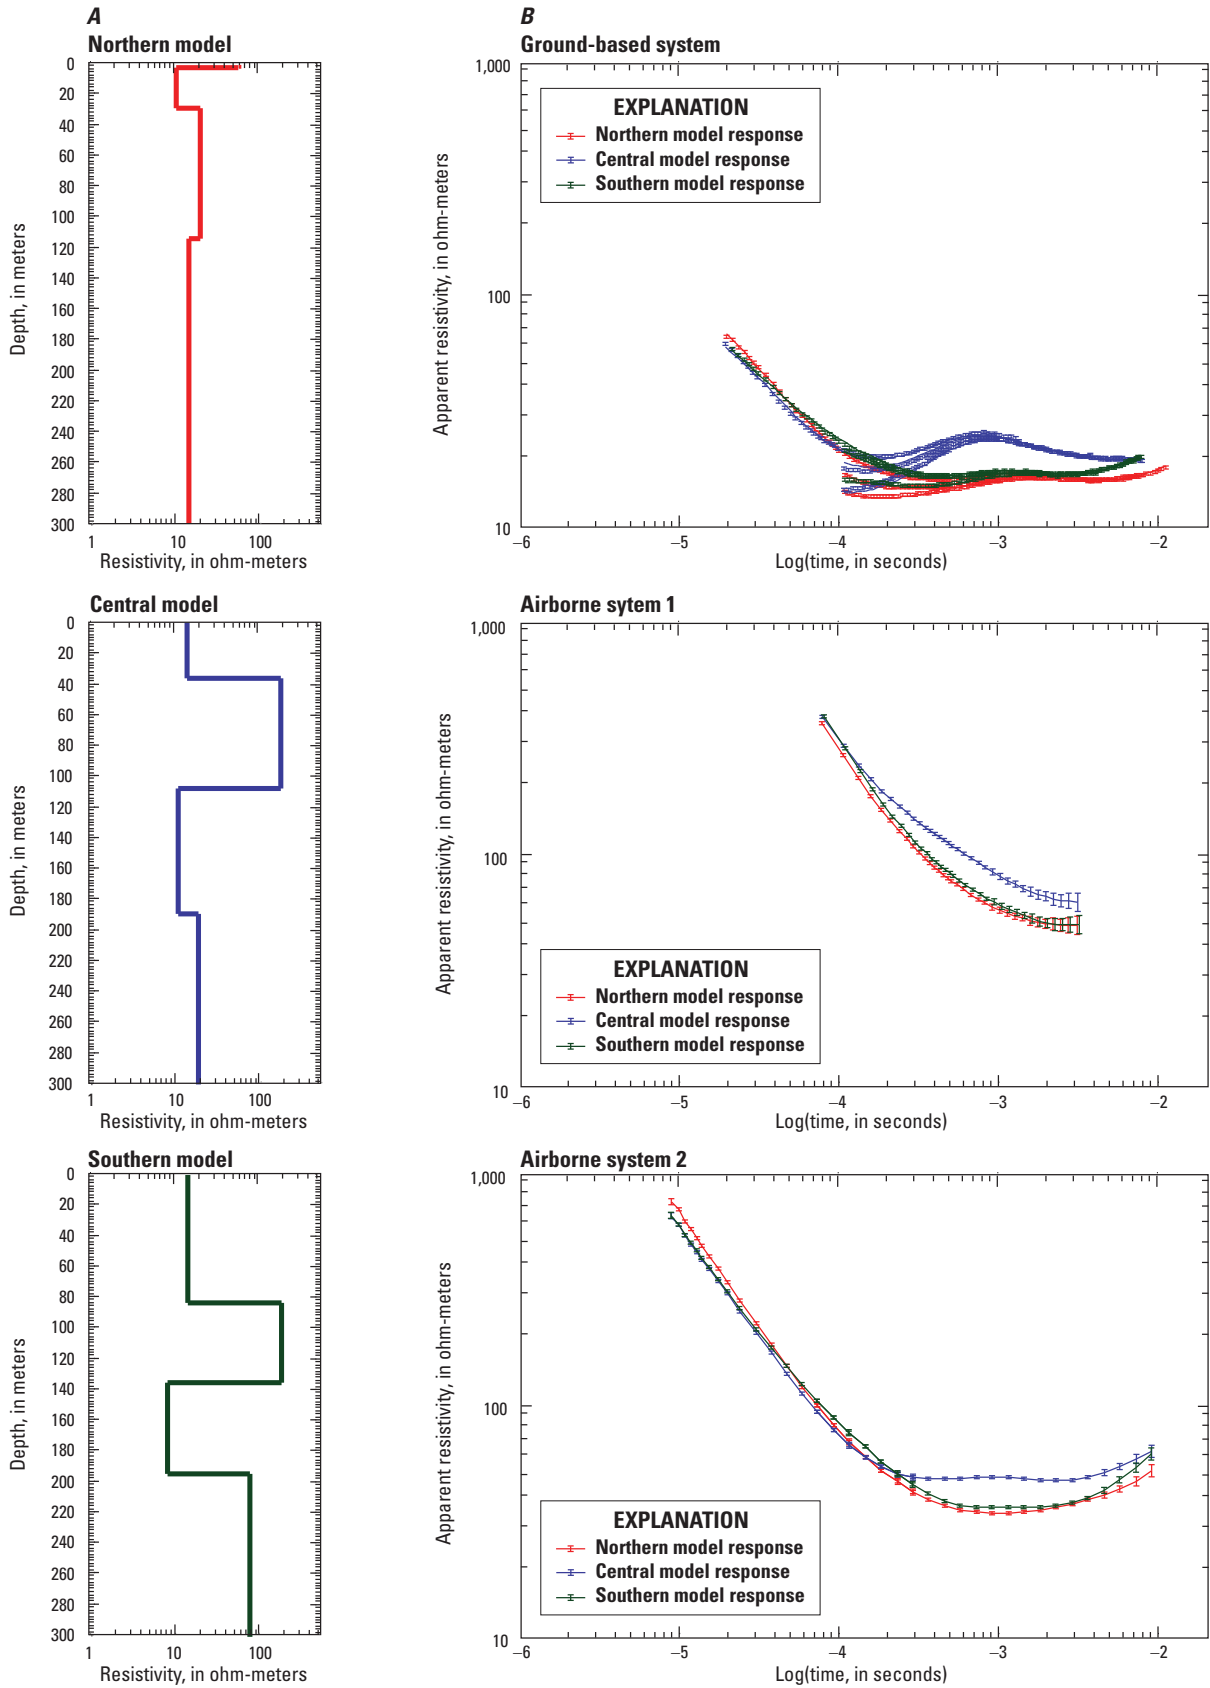 A
Northern model
0
20
40
60
80
100
120
140
160
180
200
220
240
260
280
300
Depth, in meters
1
10
100
Resistivity, in ohm-meters
Central model
0
20
40
60
80
100
120
140
160
180
200
220
240
260
280
300
Depth, in meters
1
10
100
Resistivity, in ohm-meters
Southern model
0
20
40
60
80
100
120
140
160
180
200
220
240
260
280
300
Depth, in meters
1
10
100
Resistivity, in ohm-meters
B
Ground-based system
1,000
100
10
Apparent resistivity, in ohm-meters
EXPLANATION
Northern model response
Central model response
Southern model response
−6
−5
−4
−3
−2
Log(time, in seconds)
Airborne sytem 1
1,000
100
10
Apparent resistivity, in ohm-meters
EXPLANATION
Northern model response
Central model response
Southern model response
−6
−5
−4
−3
−2
Log(time, in seconds)
Airborne system 2
1,000
100
10
Apparent resistivity, in ohm-meters
EXPLANATION
Northern model response
Central model response
Southern model response
−6
−5
−4
−3
−2
Log(time, in seconds)